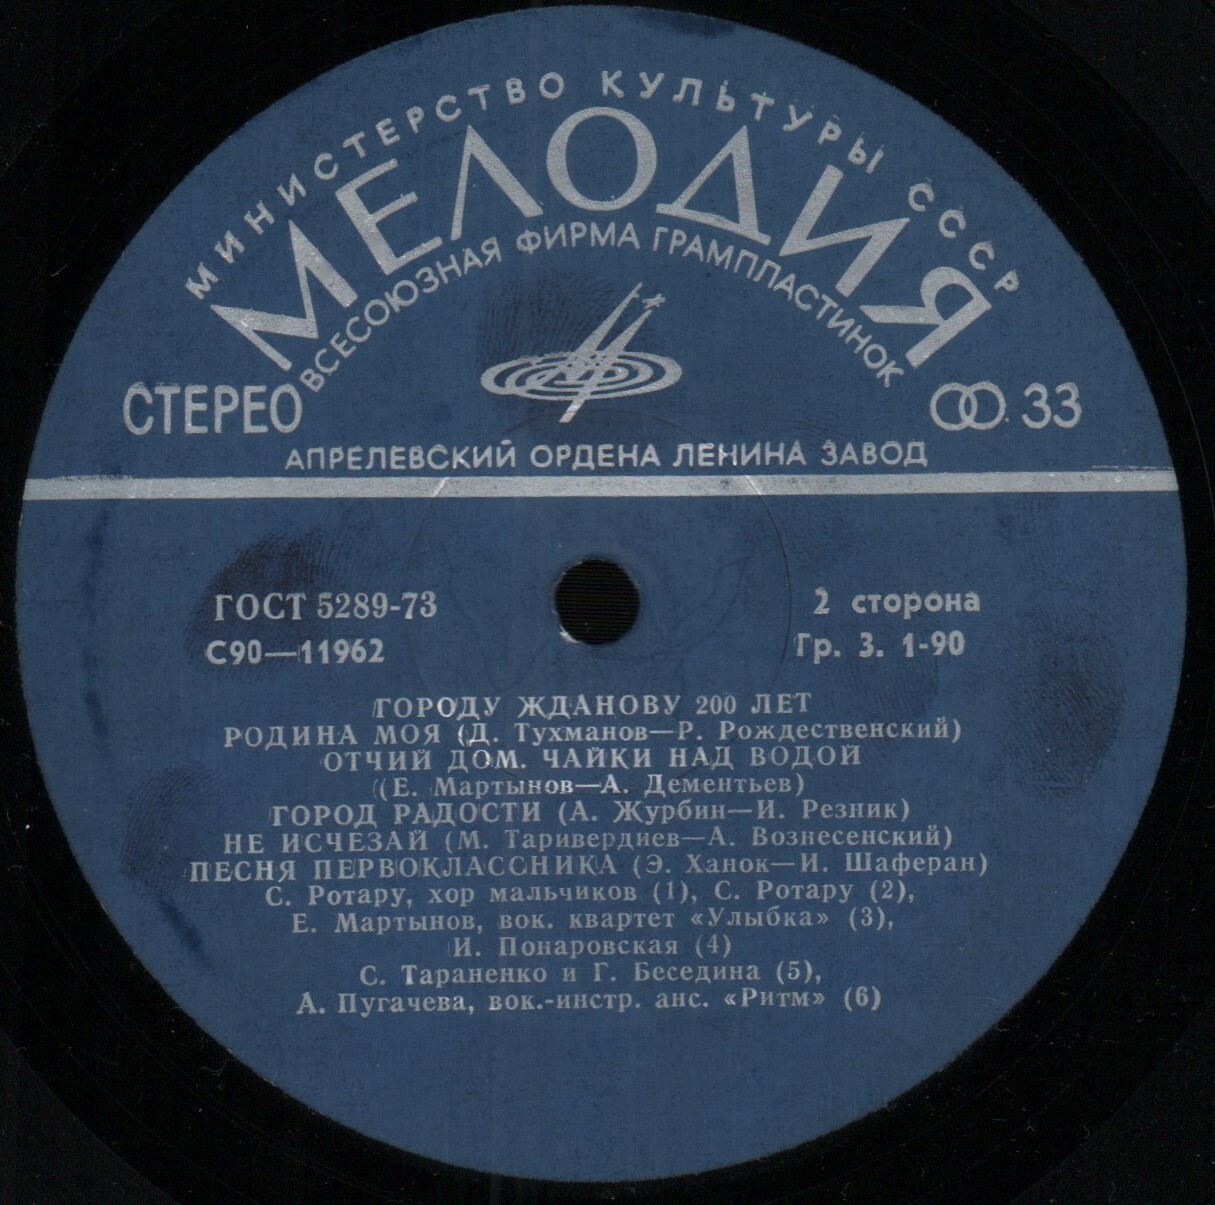 МИНИСТЕРСТВО КУЛЬТУРЫ СССР
МЕЛОДИЯ
ВСЕСОЮЗНАЯ ФИРМА ГРАМПЛАСТИНОК
СТЕРЕО
33
АПРЕЛЕВСКИЙ ОРДЕНА ЛЕНИНА ЗАВОД
ГОСТ 5289-73
2 сторона
С90—11962
Гр. 3. 1-90
ГОРОДУ ЖДАНОВУ 200 ЛЕТ
РОДИНА МОЯ (Д. Тухманов—Р. Рождественский)
ОТЧИЙ ДОМ. ЧАЙКИ НАД ВОДОЙ
(Е. Мартынов—А. Дементьев)
ГОРОД РАДОСТИ (А. Журбин—И. Резник)
НЕ ИСЧЕЗАЙ (М. Таривердиев—А. Вознесенский)
ПЕСНЯ ПЕРВОКЛАССНИКА (Э. Ханок—И. Шаферан)
С. Ротару, хор мальчиков (1), С. Ротару (2),
Е. Мартынов, вок. квартет «Улыбка» (3),
И. Понаровская (4)
С. Тараненко и Г. Беседина (5),
А. Пугачева, вок.-инстр. анс. «Ритм» (6)